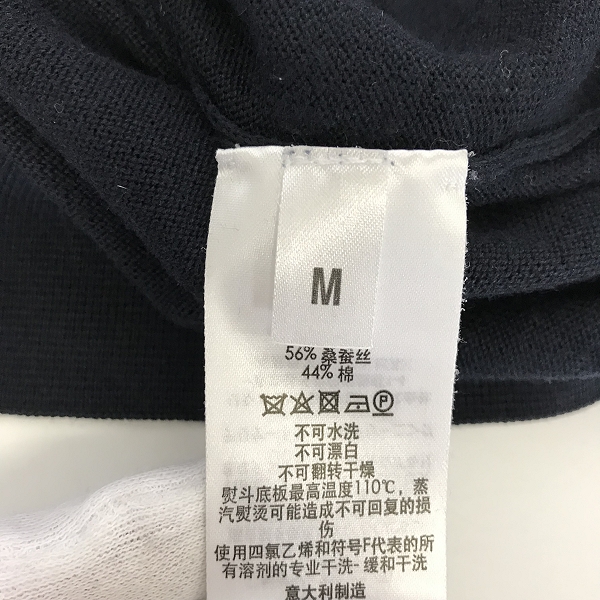 M
56% 桑蚕丝
44% 棉
P
不可水洗
不可漂白
不可翻转干燥
熨斗底板最高温度110℃，蒸
汽熨烫可能造成不可回复的损
伤
使用四氯乙烯和符号F代表的所
有溶剂的专业干洗-缓和干洗
意大利制造